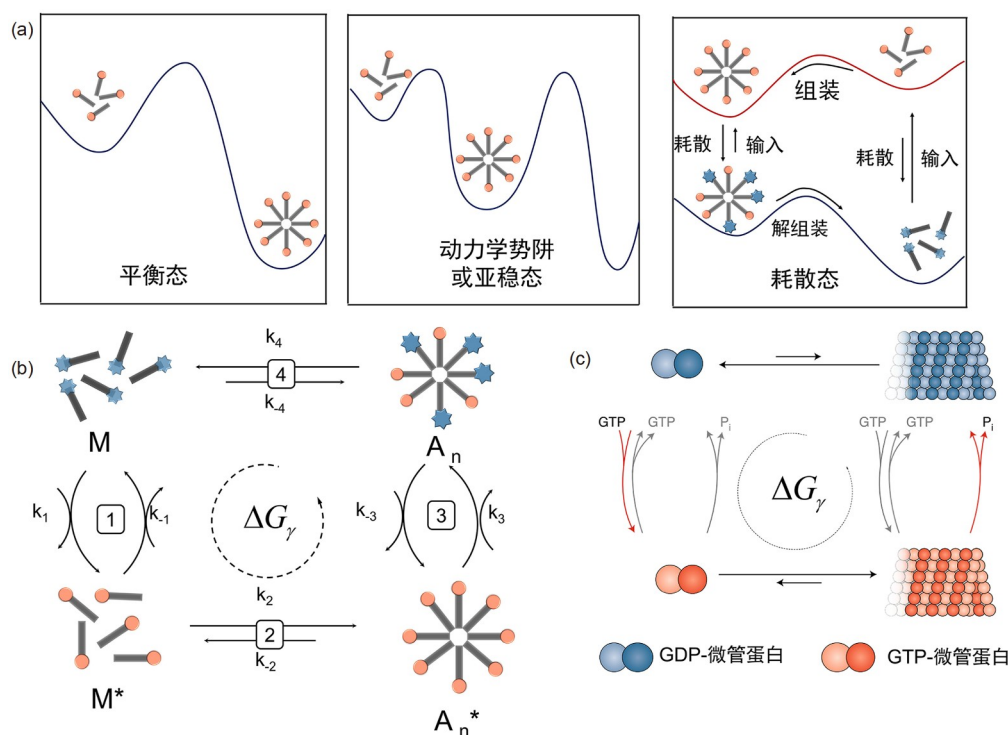 (a)
平衡态
动力学势阱
或亚稳态
组装
耗散
输入
耗散
输入
解组装
耗散态
(b)
k4
4
k-4
M
An
k1
1
k-1
ΔGγ
k-3
3
k3
k2
2
k-2
M*
An*
(c)
GTP
GTP
Pi
GTP
GTP
Pi
ΔGγ
GDP-微管蛋白
GTP-微管蛋白